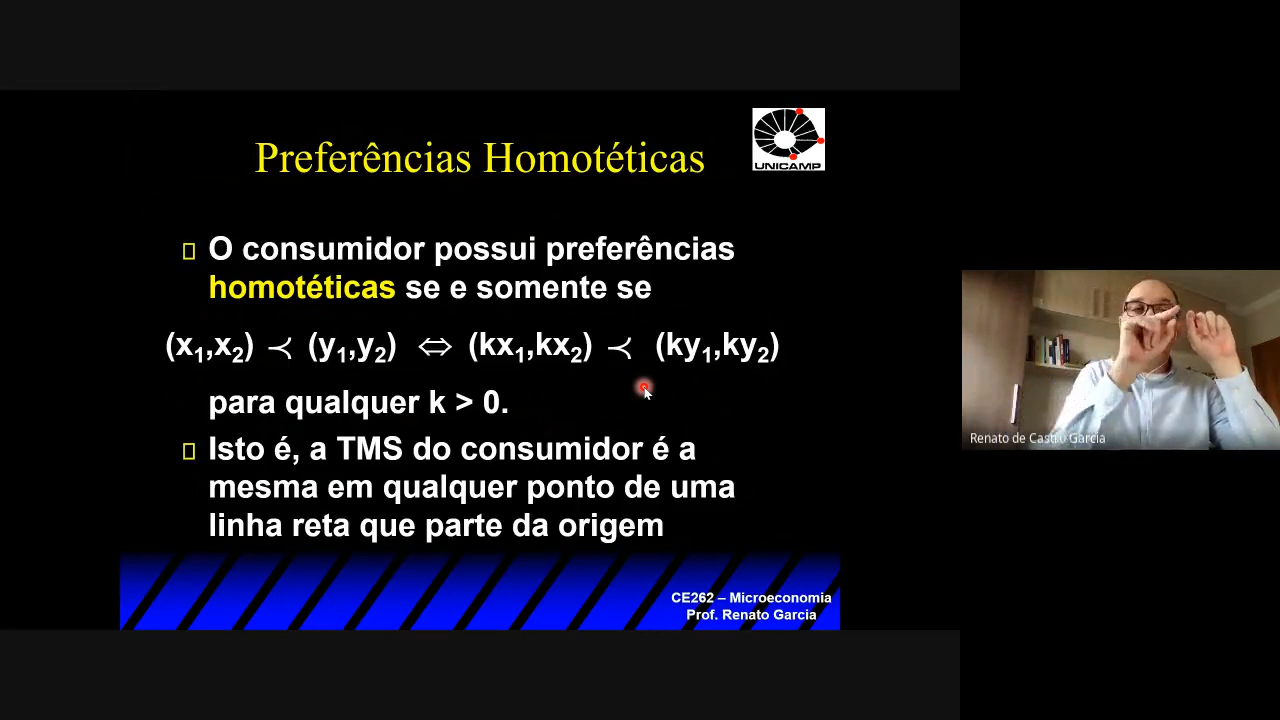 Preferências Homotéticas
UNICAMP
O consumidor possui preferências
homotéticas se e somente se
(x₁,x₂) ≺ (y₁,y₂) ⇔ (kx₁,kx₂) ≺ (ky₁,ky₂)
para qualquer k > 0.
Isto é, a TMS do consumidor é a
mesma em qualquer ponto de uma
linha reta que parte da origem
CE262 – Microeconomia
Prof. Renato Garcia
Renato de Castro Garcia